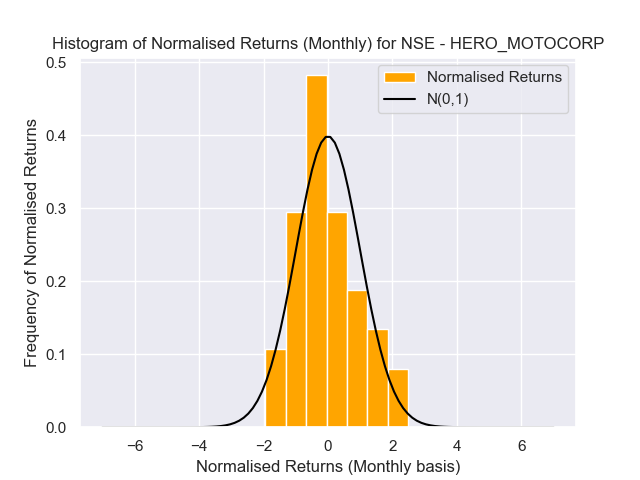 Histogram of Normalised Returns (Monthly) for NSE - HERO_MOTOCORP
Normalised Returns
N(0,1)
Frequency of Normalised Returns
0.5
0.4
0.3
0.2
0.1
0.0
−6 −4 −2 0 2 4 6
Normalised Returns (Monthly basis)